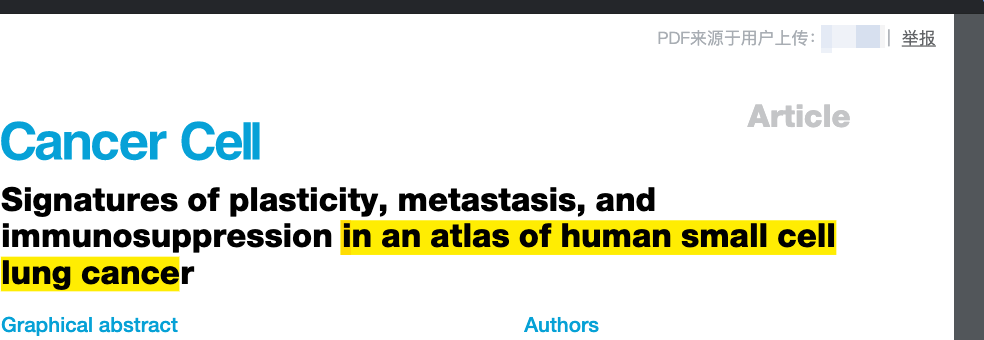 PDF来源于用户上传： | 举报
Article
Cancer Cell
Signatures of plasticity, metastasis, and
immunosuppression in an atlas of human small cell
lung cancer
Graphical abstract
Authors